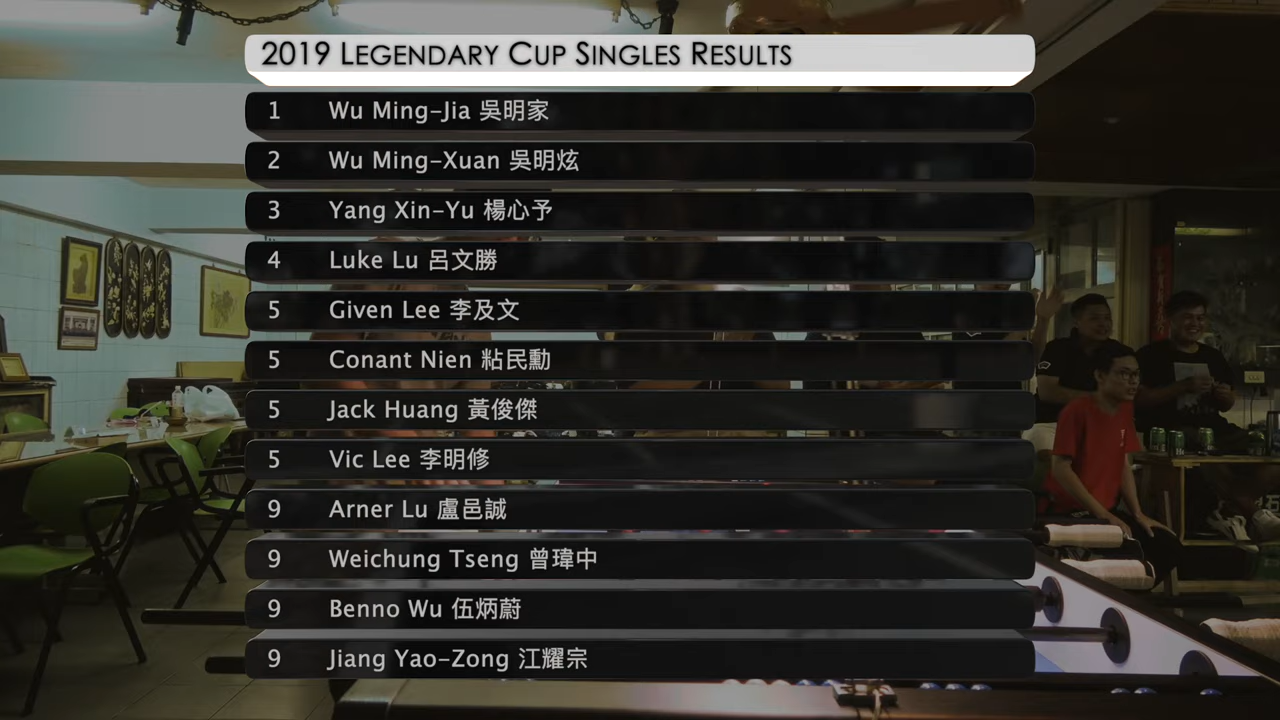 2019 Legendary Cup Singles Results
1 Wu Ming-Jia 吳明家
2 Wu Ming-Xuan 吳明炫
3 Yang Xin-Yu 楊心予
4 Luke Lu 呂文勝
5 Given Lee 李及文
5 Conant Nien 粘民勳
5 Jack Huang 黃俊傑
5 Vic Lee 李明修
9 Arner Lu 盧邑誠
9 Weichung Tseng 曾瑋中
9 Benno Wu 伍炳蔚
9 Jiang Yao-Zong 江耀宗